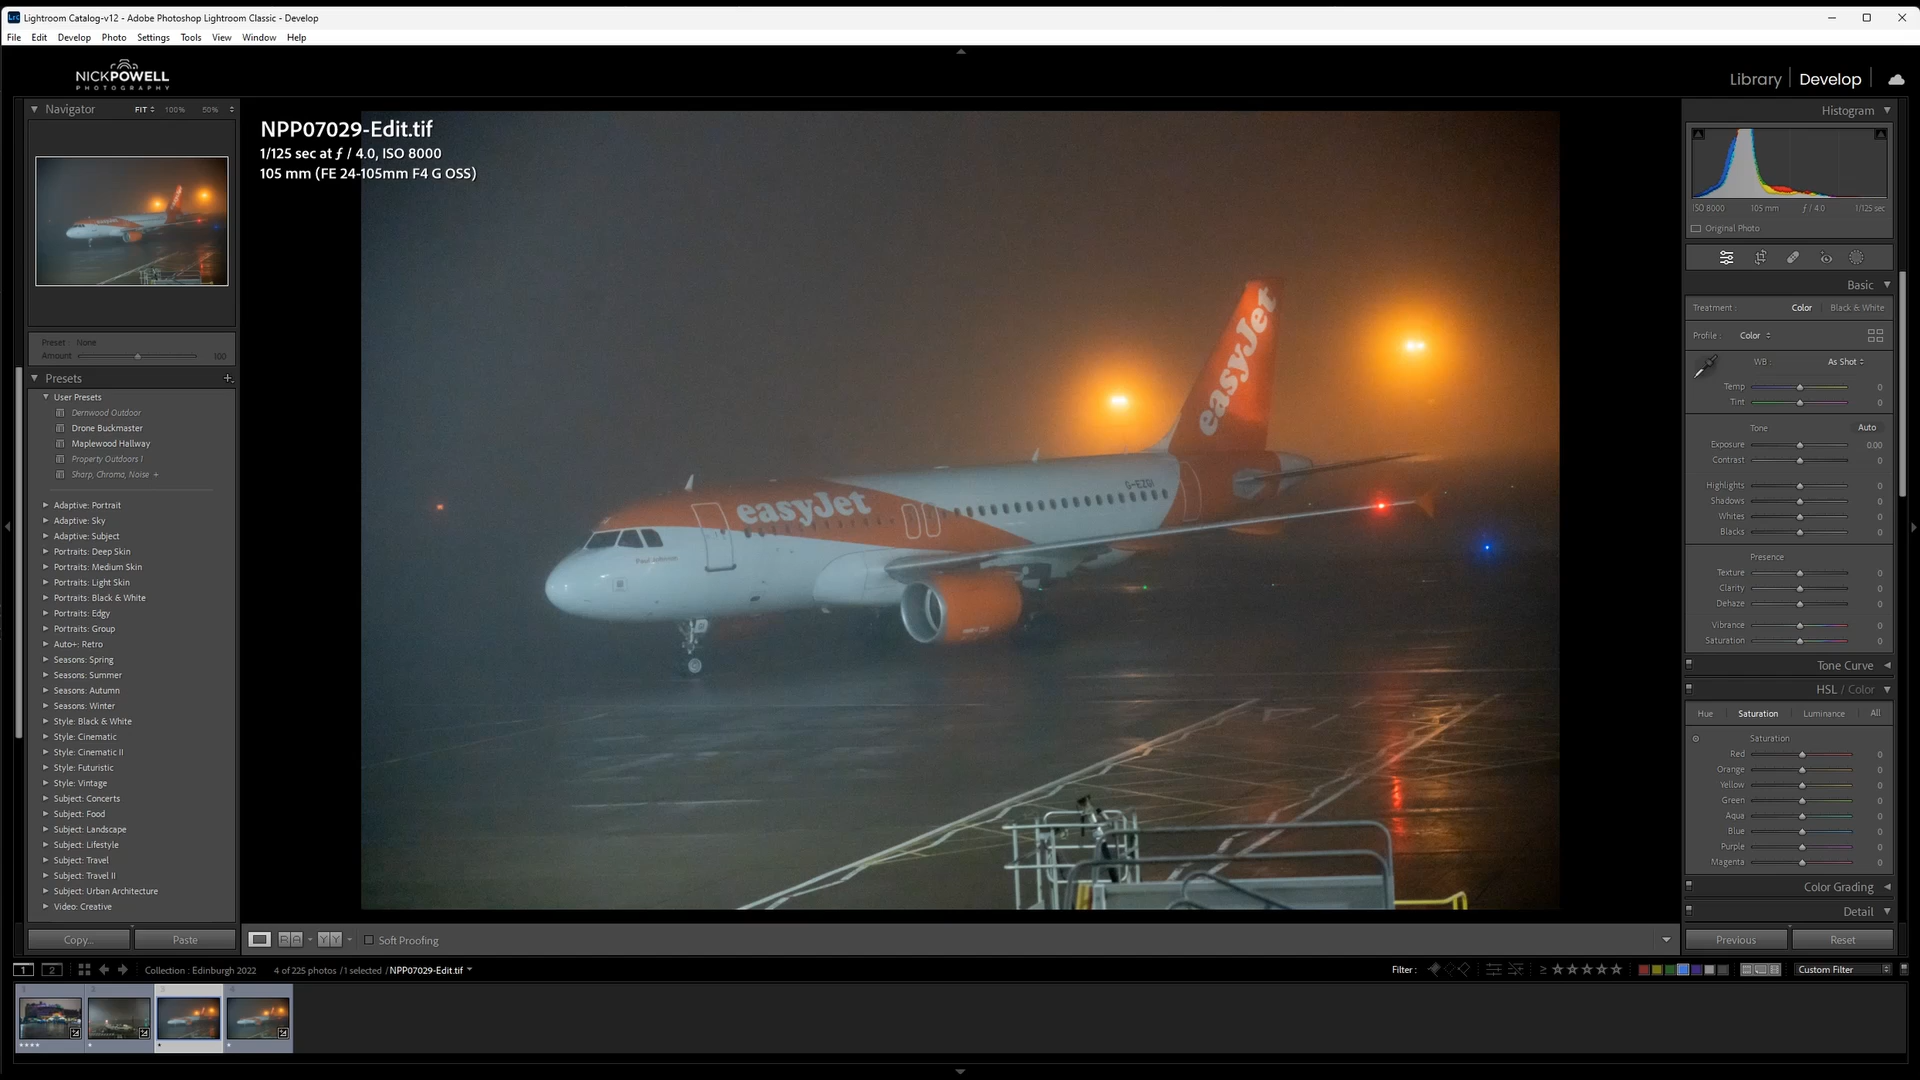 Lightroom Catalog-v12 - Adobe Photoshop Lightroom Classic - Develop
File Edit Develop Photo Settings Tools View Window Help
NICKPOWELL
PHOTOGRAPHY
Library Develop
Navigator FIT 100% 50%
Preset: None
Amount 100
Presets
User Presets
Dernwood Outdoor
Drone Buckmaster
Maplewood Hallway
Property Outdoors 1
Sharp, Chroma, Noise +
Adaptive: Portrait
Adaptive: Sky
Adaptive: Subject
Portraits: Deep Skin
Portraits: Medium Skin
Portraits: Light Skin
Portraits: Black & White
Portraits: Edgy
Portraits: Group
Auto+: Retro
Seasons: Spring
Seasons: Summer
Seasons: Autumn
Seasons: Winter
Style: Black & White
Style: Cinematic
Style: Cinematic II
Style: Futuristic
Style: Vintage
Subject: Concerts
Subject: Food
Subject: Landscape
Subject: Lifestyle
Subject: Travel
Subject: Travel II
Subject: Urban Architecture
Video: Creative
Copy... Paste
NPP07029-Edit.tif
1/125 sec at ƒ / 4.0, ISO 8000
105 mm (FE 24-105mm F4 G OSS)
easyJet
easyJet
G-EZGI
Soft Proofing
Histogram
ISO 8000 105 mm ƒ / 4.0 1/125 sec
Original Photo
Basic
Treatment: Color Black & White
Profile: Color
WB: As Shot
Temp 0
Tint 0
Tone Auto
Exposure 0.00
Contrast 0
Highlights 0
Shadows 0
Whites 0
Blacks 0
Presence
Texture 0
Clarity 0
Dehaze 0
Vibrance 0
Saturation 0
Tone Curve
HSL / Color
Hue Saturation Luminance All
Saturation
Red 0
Orange 0
Yellow 0
Green 0
Aqua 0
Blue 0
Purple 0
Magenta 0
Color Grading
Detail
Previous Reset
1 2 Collection : Edinburgh 2022 4 of 225 photos / 1 selected / NPP07029-Edit.tif Filter : Custom Filter